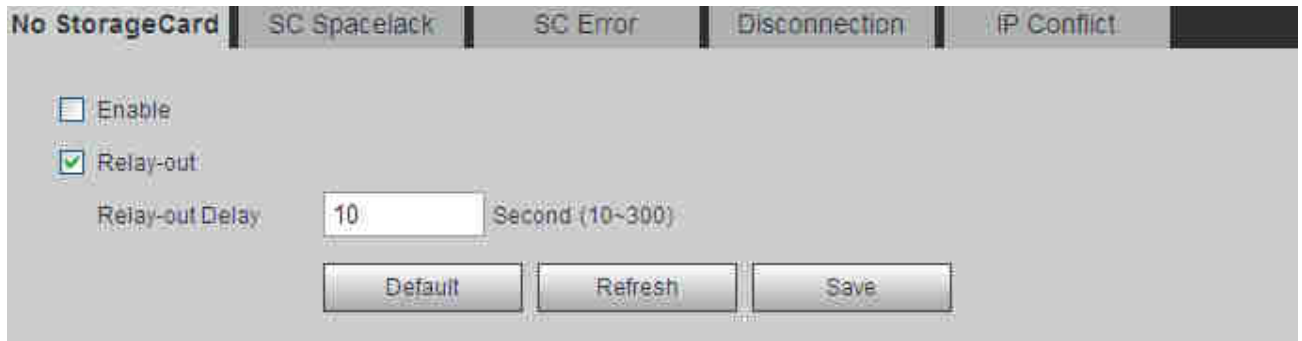 No StorageCard SC Spacelack SC Error Disconnection IP Conflict
Enable
Relay-out
Relay-out Delay 10 Second (10~300)
Default Refresh Save